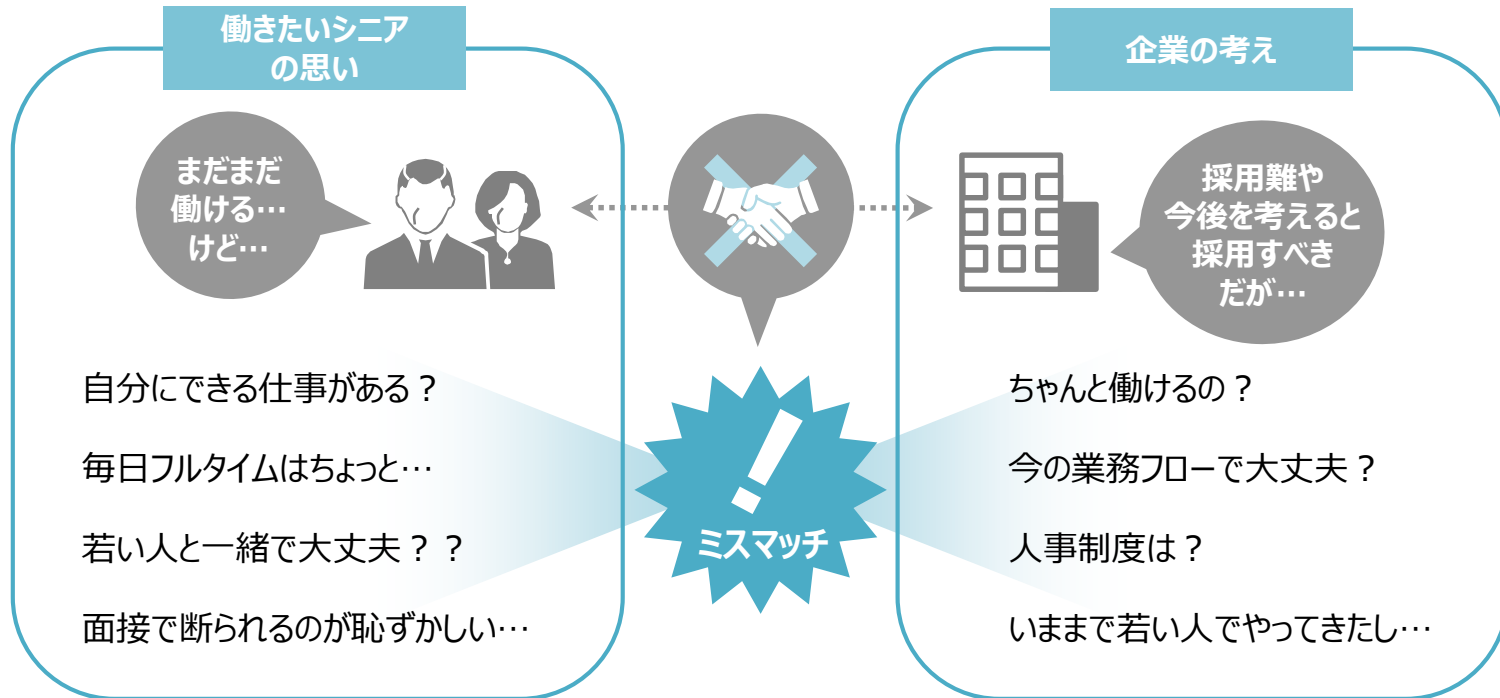 働きたいシニア
の思い
まだまだ
働ける…
けど…
自分にできる仕事がある？
毎日フルタイムはちょっと…
若い人と一緒で大丈夫？？
面接で断られるのが恥ずかしい…
ミスマッチ
企業の考え
採用難や
今後を考えると
採用すべき
だが…
ちゃんと働けるの？
今の業務フローで大丈夫？
人事制度は？
いままで若い人でやってきたし…